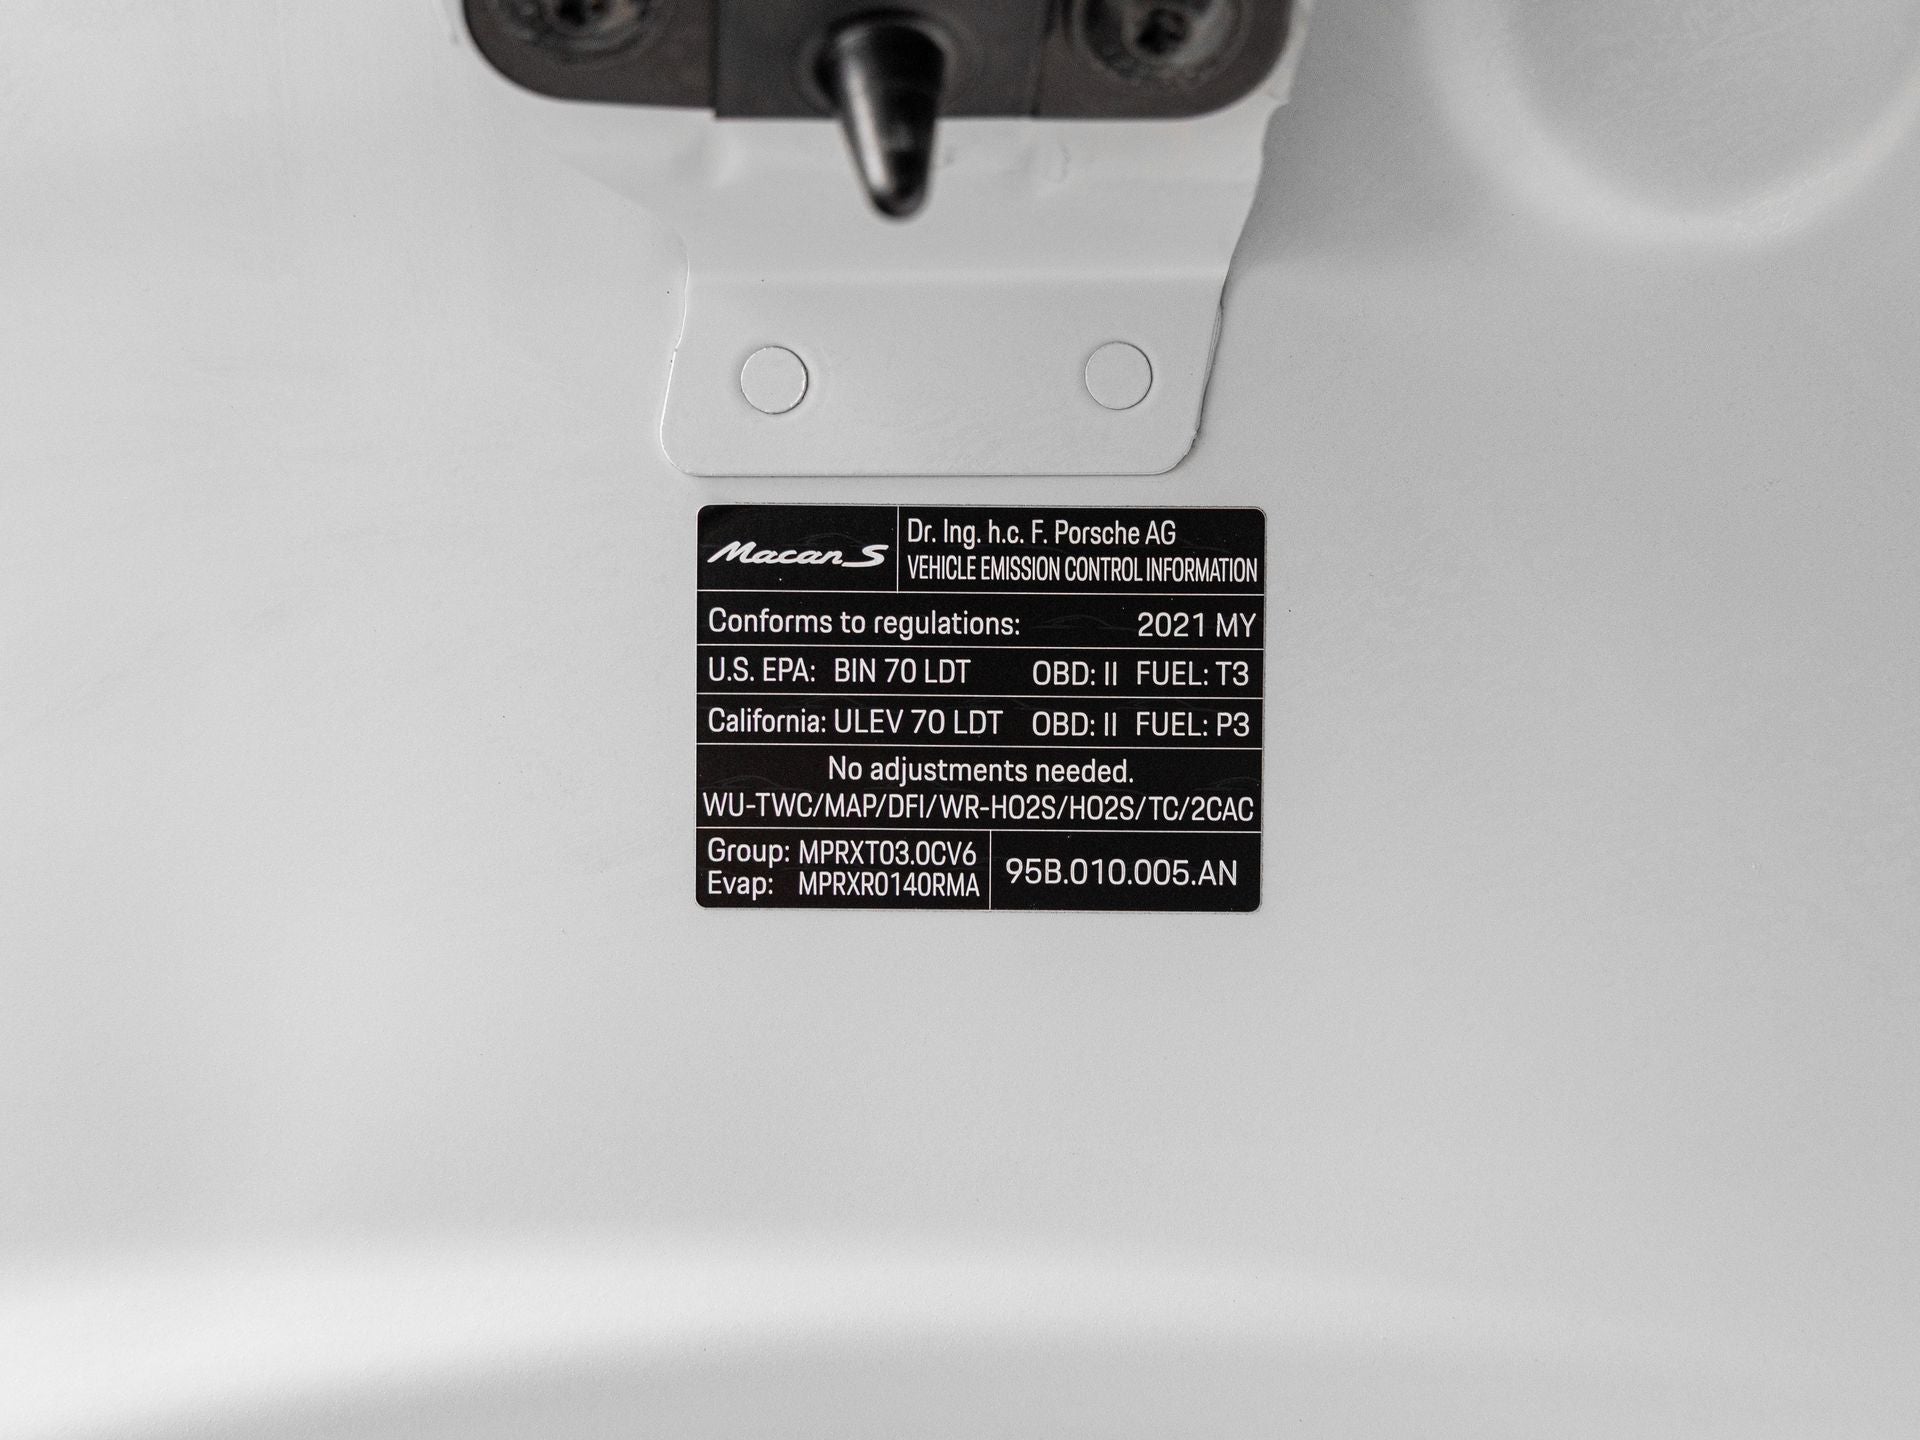 Macan S
Dr. Ing. h.c. F. Porsche AG
VEHICLE EMISSION CONTROL INFORMATION
Conforms to regulations: 2021 MY
U.S. EPA: BIN 70 LDT OBD: II FUEL: T3
California: ULEV 70 LDT OBD: II FUEL: P3
No adjustments needed.
WU-TWC/MAP/DFI/WR-HO2S/HO2S/TC/2CAC
Group: MPRXT03.0CV6
Evap: MPRXR0140RMA
95B.010.005.AN